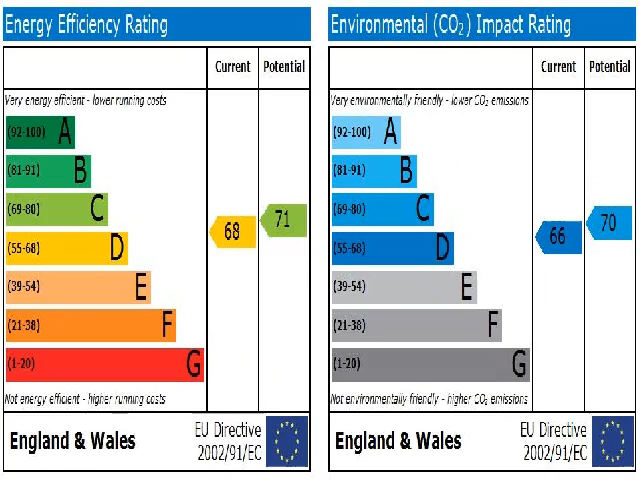 Energy Efficiency Rating
Current Potential
Very energy efficient - lower running costs
(92-100) A
(81-91) B
(69-80) C
(55-68) D
(39-54) E
(21-38) F
(1-20) G
68
71
Not energy efficient - higher running costs
England & Wales
EU Directive
2002/91/EC
Environmental (CO₂) Impact Rating
Current Potential
Very environmentally friendly - lower CO₂ emissions
(92-100) A
(81-91) B
(69-80) C
(55-68) D
(39-54) E
(21-38) F
(1-20) G
66
70
Not environmentally friendly - higher CO₂ emissions
England & Wales
EU Directive
2002/91/EC